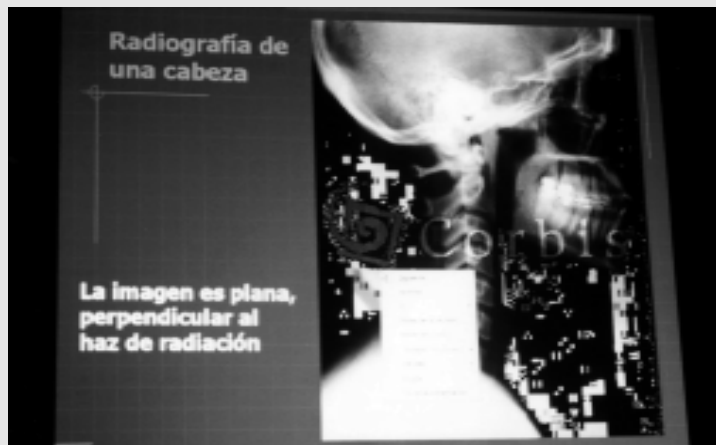 Radiografía de
una cabeza
La imagen es plana,
perpendicular al
haz de radiación
Corbis